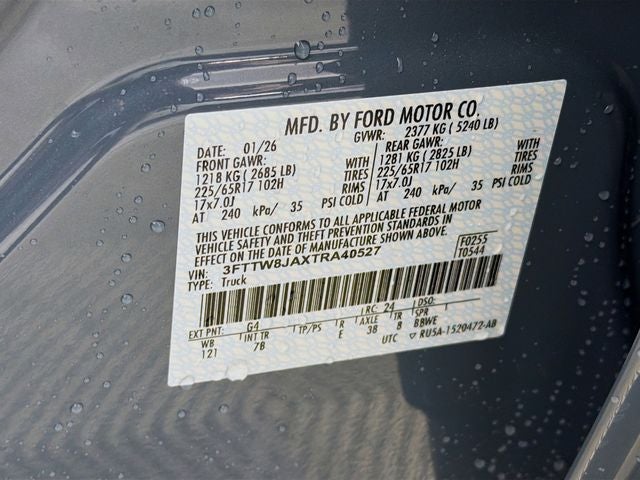 MFD. BY FORD MOTOR CO.
DATE: 01/26 GVWR: 2377 KG ( 5240 LB)
FRONT GAWR: REAR GAWR:
1218 KG ( 2685 LB) WITH 1281 KG ( 2825 LB) WITH
225/65R17 102H TIRES 225/65R17 102H TIRES
17x7.0J RIMS 17x7.0J RIMS
AT 240 kPa/ 35 PSI COLD AT 240 kPa/ 35 PSI COLD
THIS VEHICLE CONFORMS TO ALL APPLICABLE FEDERAL MOTOR
VEHICLE SAFETY AND THEFT PREVENTION STANDARDS IN EFFECT
ON THE DATE OF MANUFACTURE SHOWN ABOVE.
VIN: 3FTTW8JAXTRA40527 F0255
TYPE: Truck T0544
EXT PNT: G4 RC: 24 DSO:
WB INT TR TP/PS R AXLE TR SPR
121 7B E 38 8 BBWE
UTC ▽ RU5A-1520472-AB